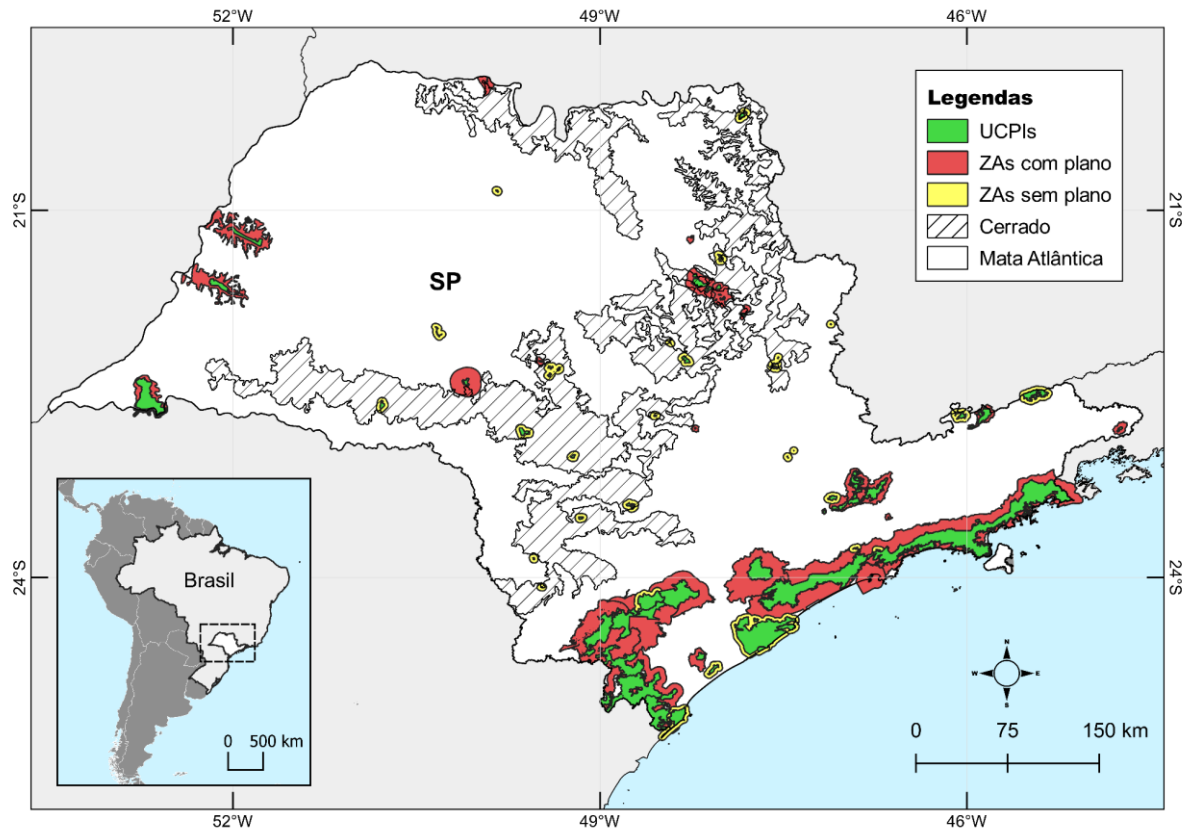 52°W
49°W
46°W
21°S
21°S
24°S
24°S
SP
Legendas
UCPIs
ZAs com plano
ZAs sem plano
Cerrado
Mata Atlântica
Brasil
0 500 km
N
W E
S
0 75 150 km
52°W
49°W
46°W